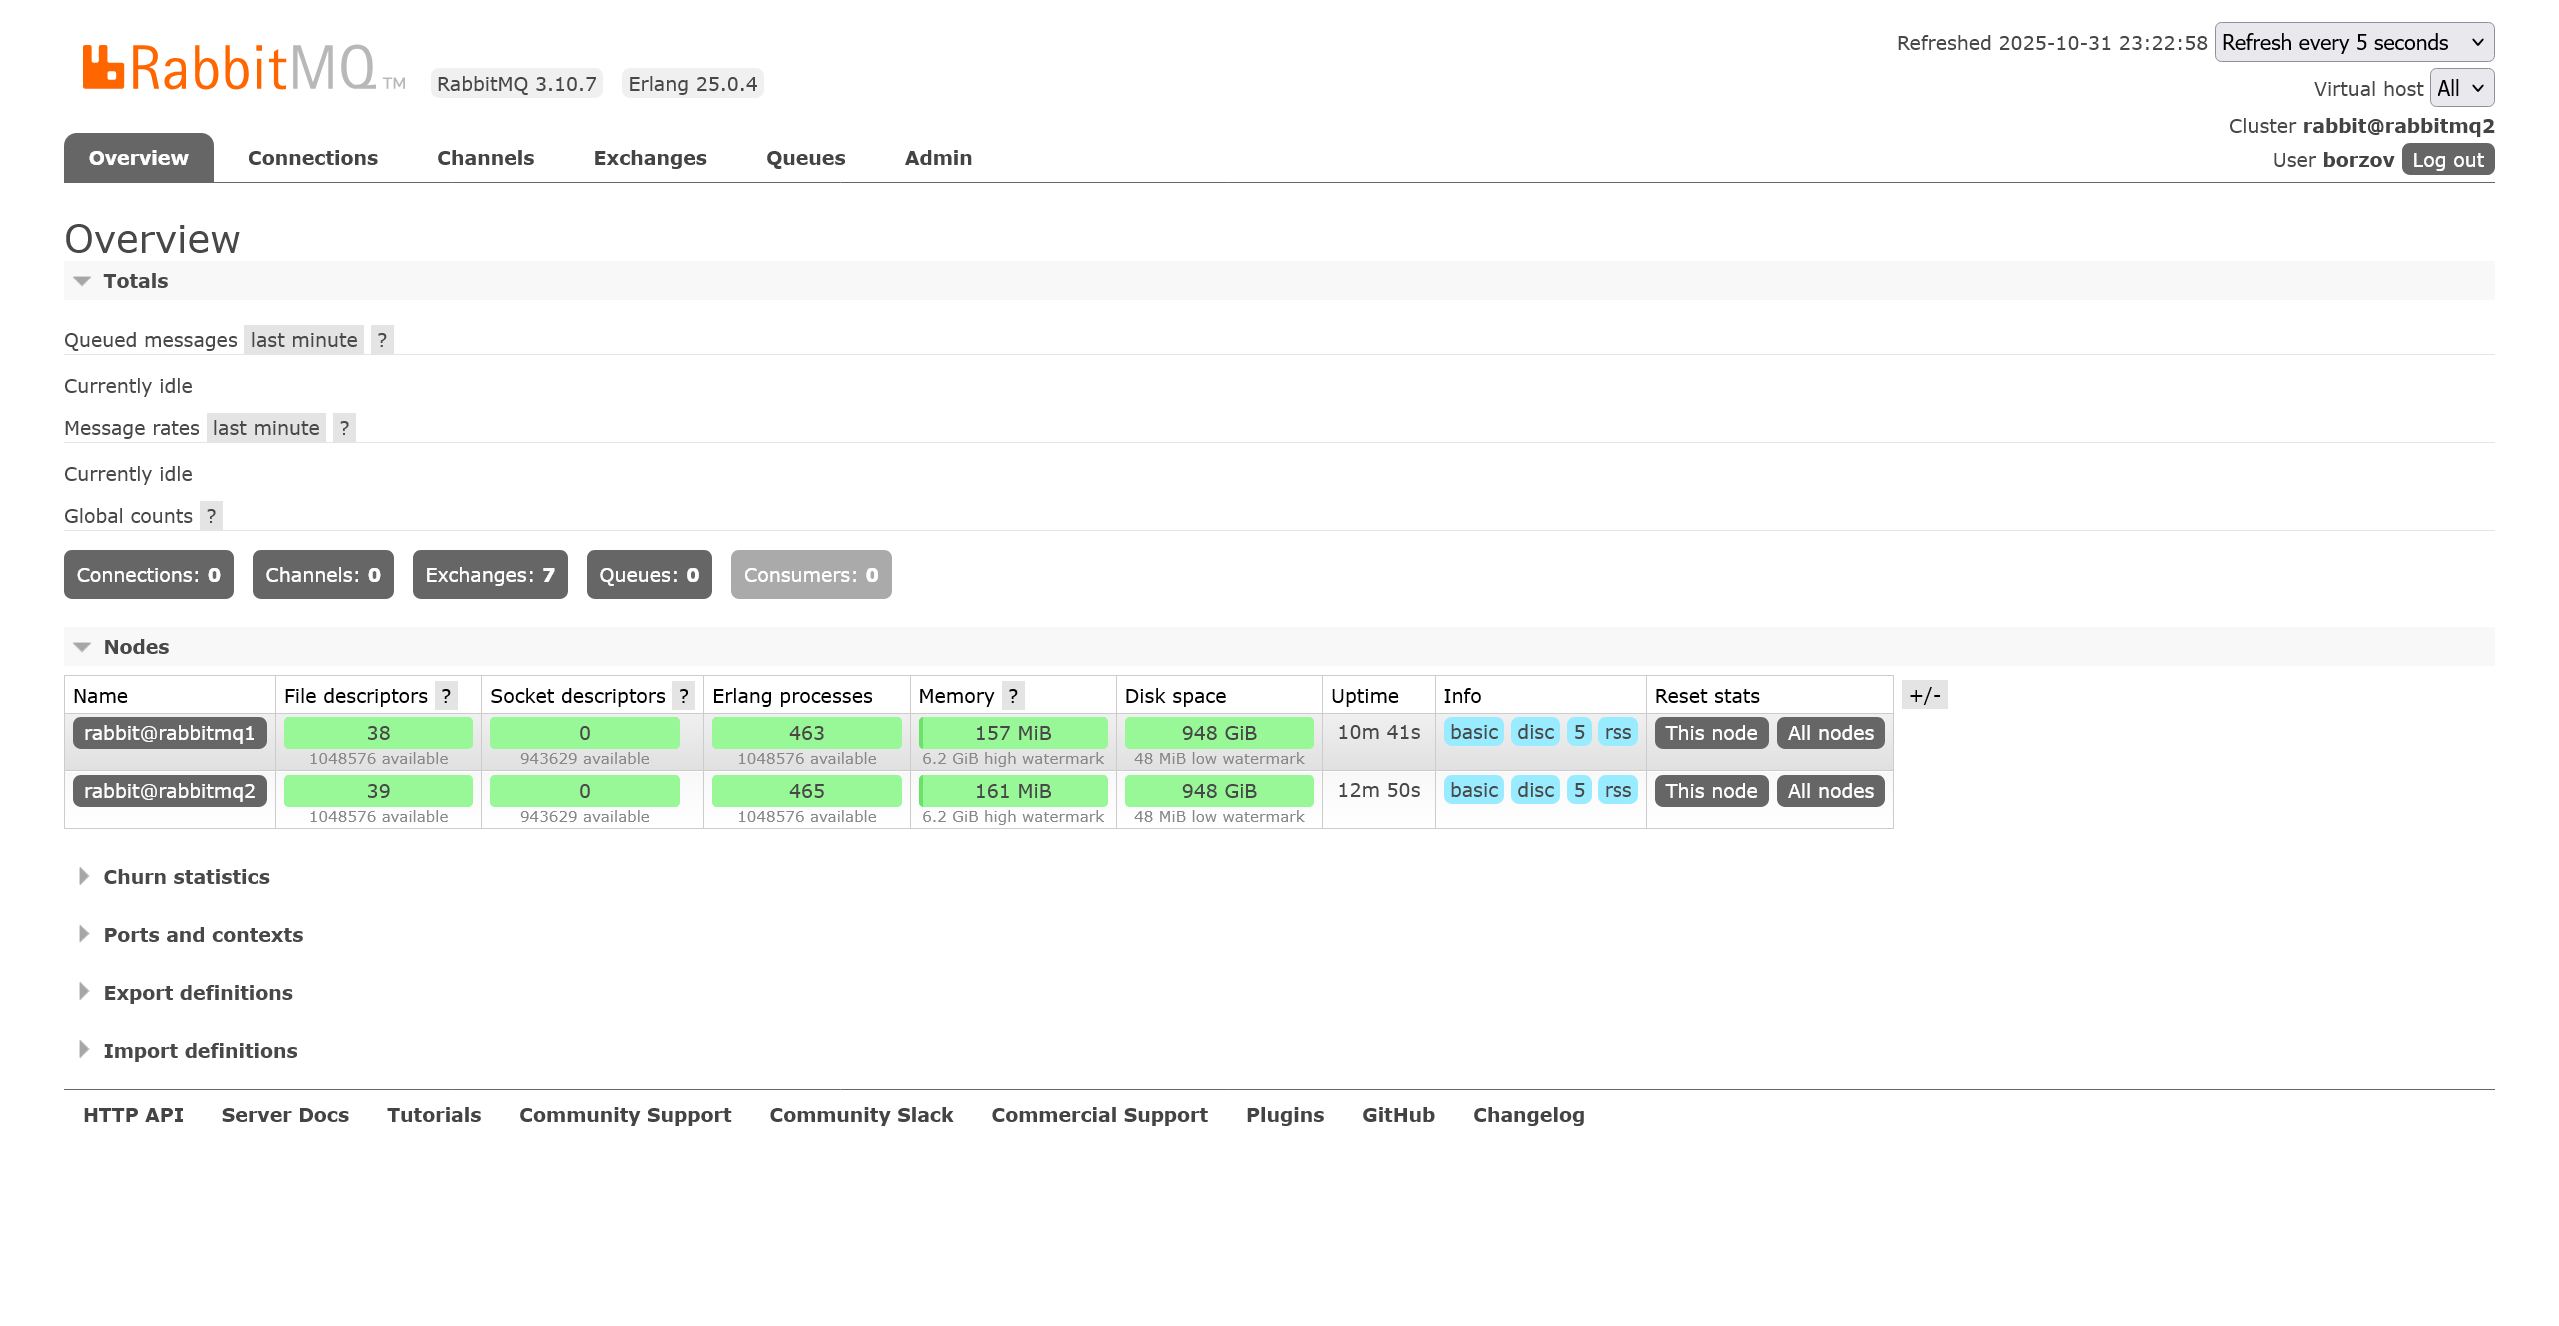 RabbitMQ TM RabbitMQ 3.10.7 Erlang 25.0.4
Refreshed 2025-10-31 23:22:58 Refresh every 5 seconds
Virtual host All
Cluster rabbit@rabbitmq2
User borzov Log out
Overview Connections Channels Exchanges Queues Admin
Overview
Totals
Queued messages last minute ?
Currently idle
Message rates last minute ?
Currently idle
Global counts ?
Connections: 0 Channels: 0 Exchanges: 7 Queues: 0 Consumers: 0
Nodes
Name File descriptors ? Socket descriptors ? Erlang processes Memory ? Disk space Uptime Info Reset stats +/-
rabbit@rabbitmq1 38 0 463 157 MiB 948 GiB 10m 41s basic disc 5 rss This node All nodes
1048576 available 943629 available 1048576 available 6.2 GiB high watermark 48 MiB low watermark
rabbit@rabbitmq2 39 0 465 161 MiB 948 GiB 12m 50s basic disc 5 rss This node All nodes
1048576 available 943629 available 1048576 available 6.2 GiB high watermark 48 MiB low watermark
Churn statistics
Ports and contexts
Export definitions
Import definitions
HTTP API Server Docs Tutorials Community Support Community Slack Commercial Support Plugins GitHub Changelog